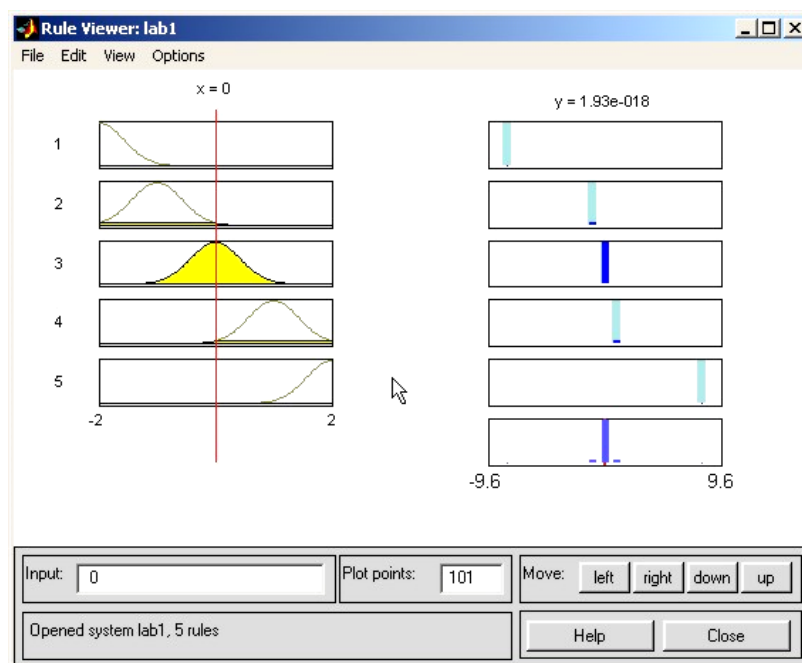 Rule Viewer: lab1
File Edit View Options
x = 0
y = 1.93e-018
1
2
3
4
5
-2 2
-9.6 9.6
Input: 0
Plot points: 101
Move: left right down up
Opened system lab1, 5 rules
Help Close